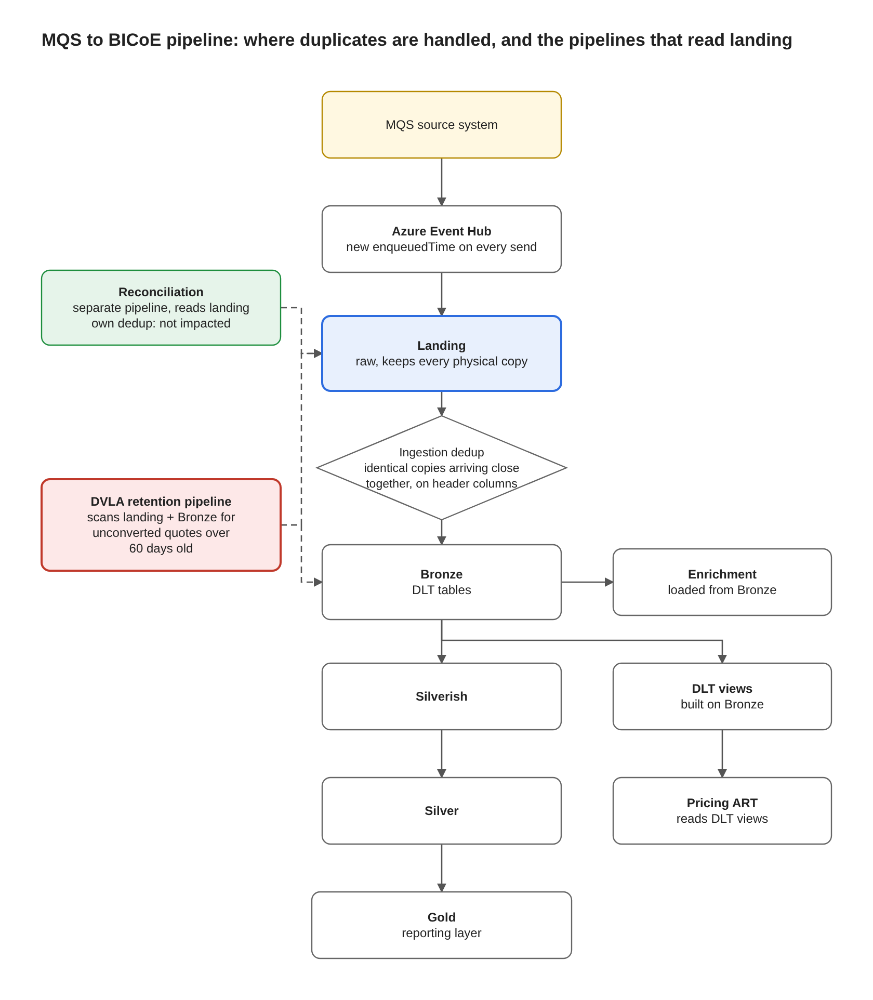 MQS to BICoE pipeline: where duplicates are handled, and the pipelines that read landing
MQS source system
Azure Event Hub
new enqueuedTime on every send
Reconciliation
separate pipeline, reads landing
own dedup: not impacted
Landing
raw, keeps every physical copy
Ingestion dedup
identical copies arriving close
together, on header columns
DVLA retention pipeline
scans landing + Bronze for
unconverted quotes over
60 days old
Bronze
DLT tables
Enrichment
loaded from Bronze
Silverish
DLT views
built on Bronze
Silver
Pricing ART
reads DLT views
Gold
reporting layer